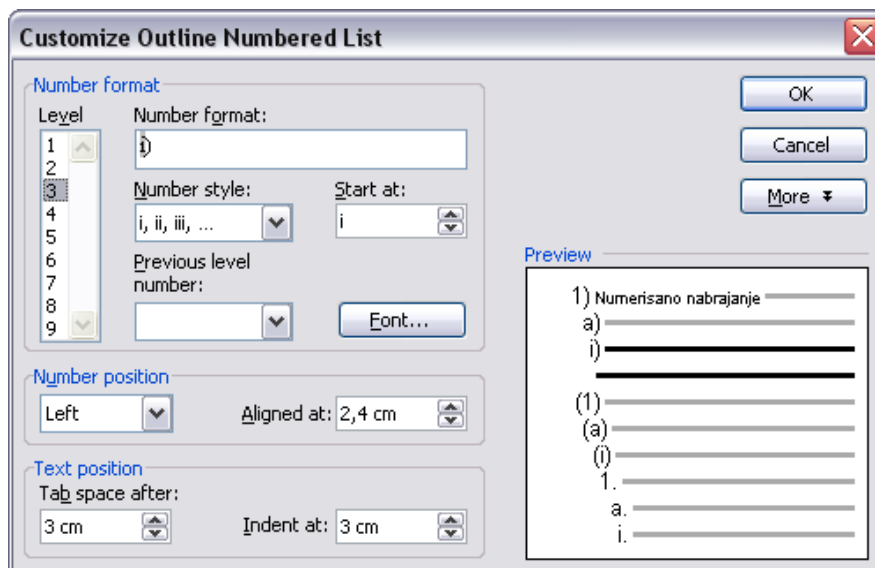 Customize Outline Numbered List
Number format
Level
1
2
3
4
5
6
7
8
9
Number format:
i)
Number style:
i, ii, iii, ...
Start at:
i
Previous level
number:
Font...
OK
Cancel
More
Number position
Left
Aligned at: 2,4 cm
Text position
Tab space after:
3 cm
Indent at: 3 cm
Preview
1) Numerisano nabrajanje
a)
i)
(1)
(a)
(i)
1.
a.
i.